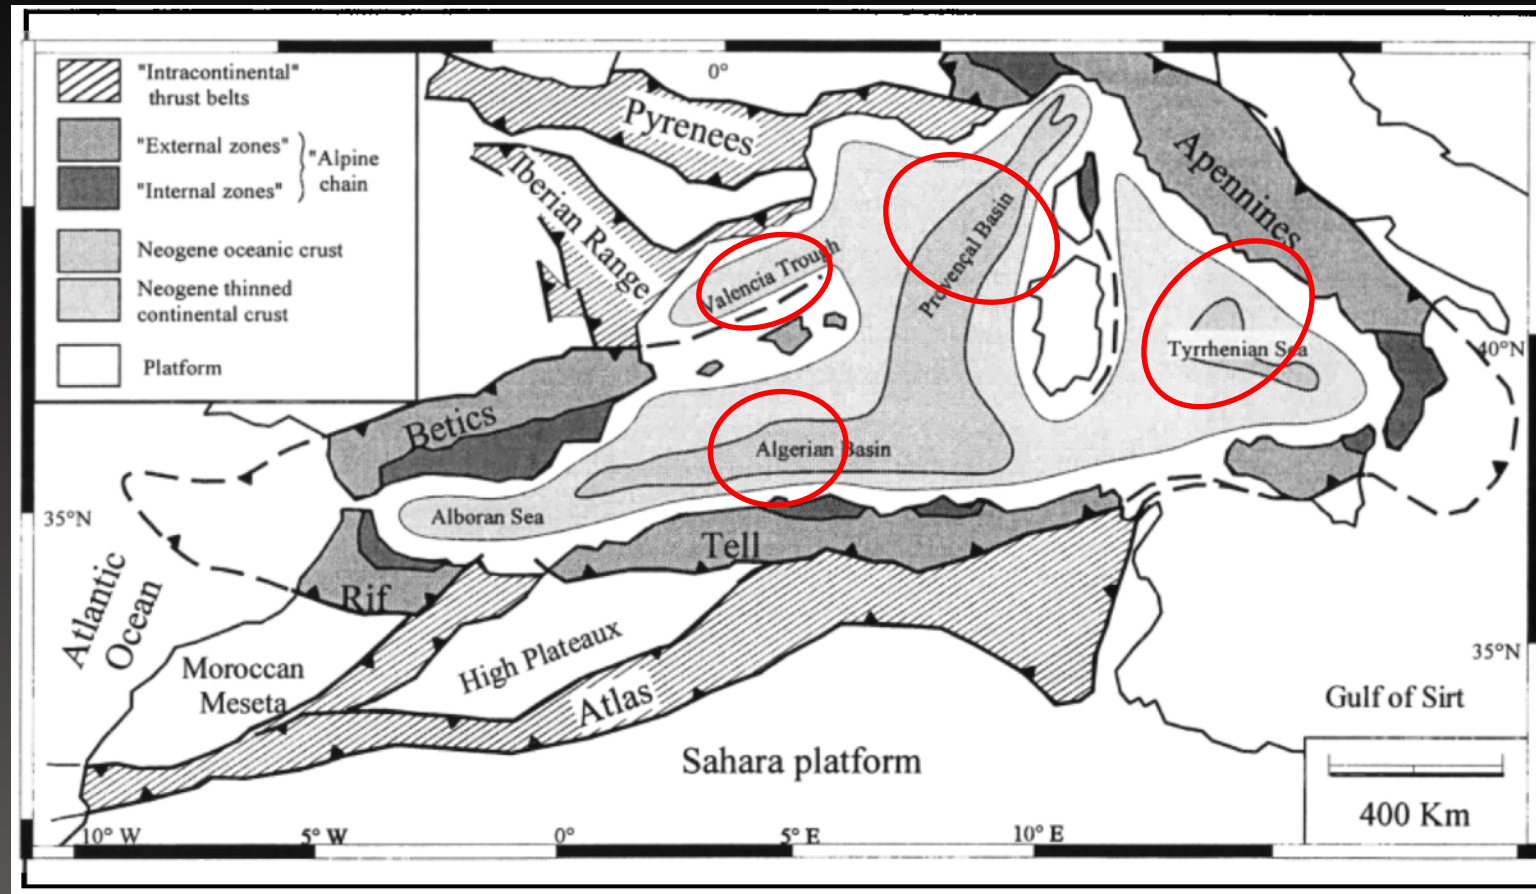 "Intracontinental"
thrust belts
"External zones"
"Internal zones"
"Alpine
chain
Neogene oceanic crust
Neogene thinned
continental crust
Platform
0°
Pyrenees
Iberian Range
Valencia Trough
Provençal Basin
Apennines
Tyrrhenian Sea
40°N
Betics
Algerian Basin
Alboran Sea
35°N
Tell
Rif
Atlantic
Ocean
Moroccan
Meseta
High Plateaux
Atlas
35°N
Gulf of Sirt
Sahara platform
400 Km
10° W
5° W
0°
5° E
10° E